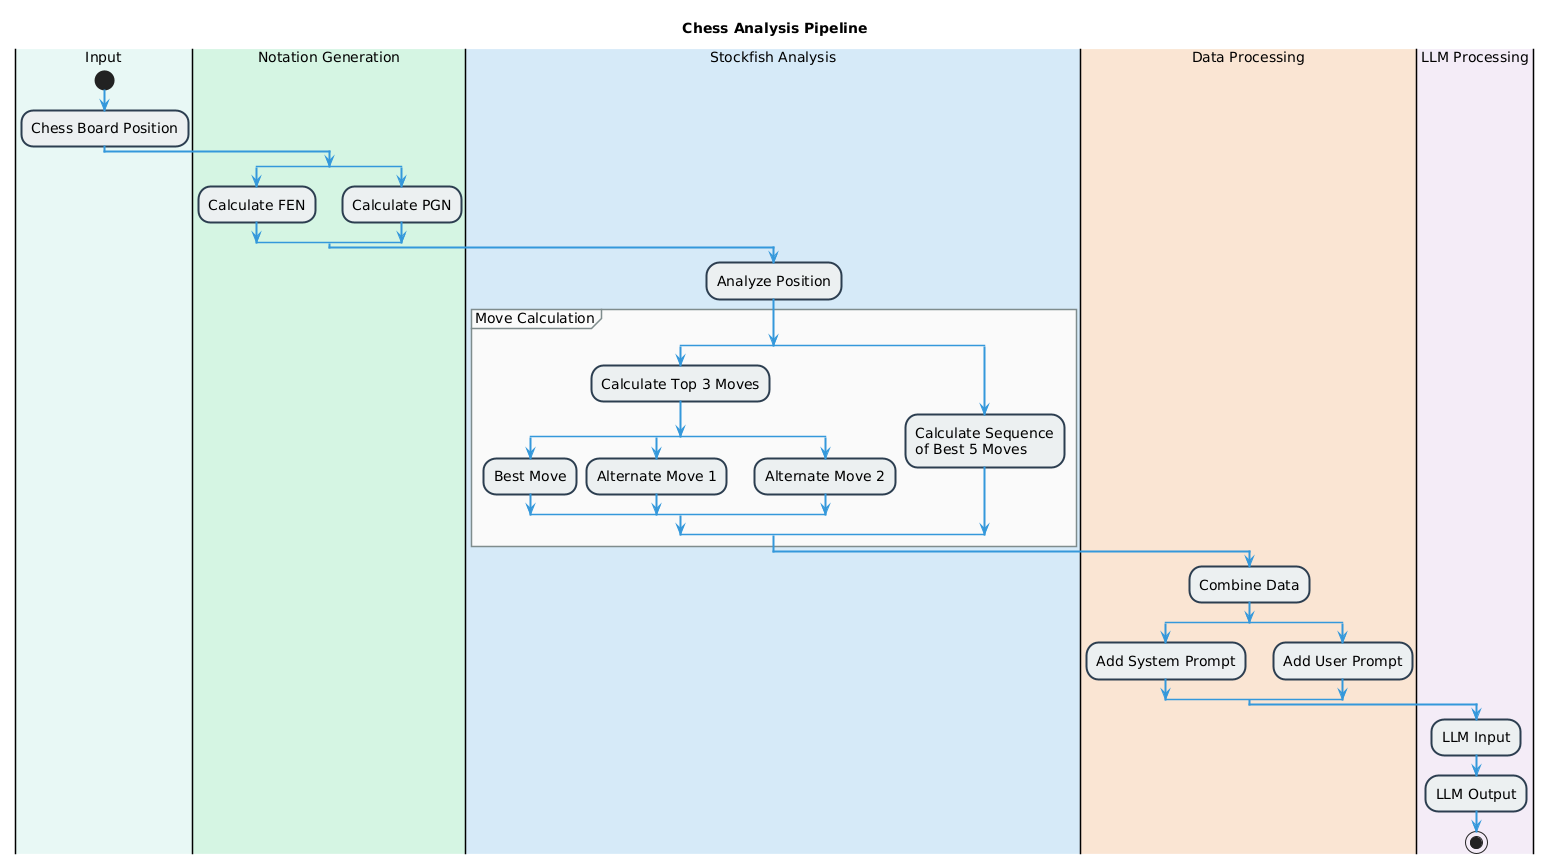 Chess Analysis Pipeline
Input
Notation Generation
Stockfish Analysis
Data Processing
LLM Processing
Chess Board Position
Calculate FEN
Calculate PGN
Analyze Position
Move Calculation
Calculate Top 3 Moves
Calculate Sequence
of Best 5 Moves
Best Move
Alternate Move 1
Alternate Move 2
Combine Data
Add System Prompt
Add User Prompt
LLM Input
LLM Output